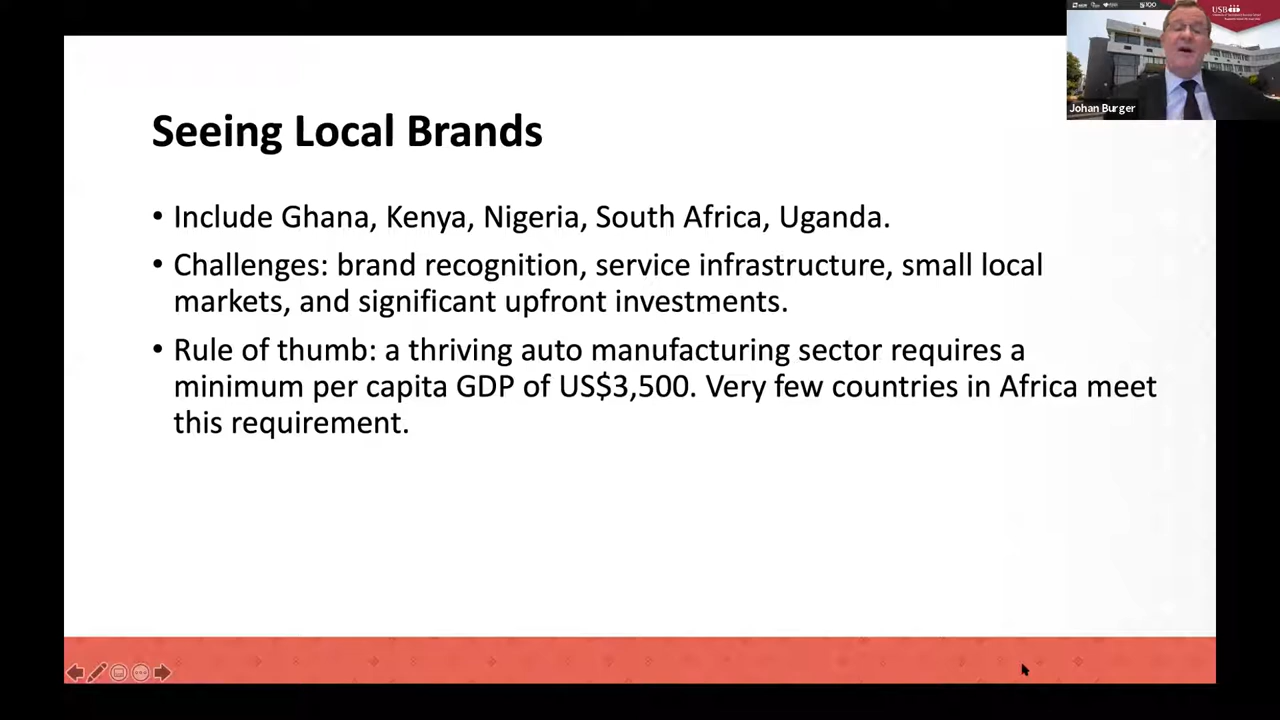 USB
Johan Burger
Seeing Local Brands
• Include Ghana, Kenya, Nigeria, South Africa, Uganda.
• Challenges: brand recognition, service infrastructure, small local
markets, and significant upfront investments.
• Rule of thumb: a thriving auto manufacturing sector requires a
minimum per capita GDP of US$3,500. Very few countries in Africa meet
this requirement.